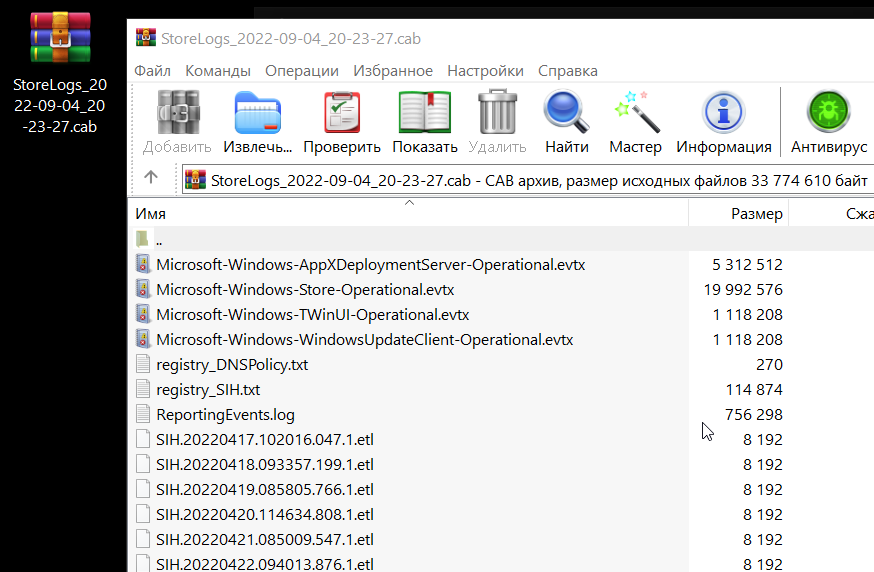 StoreLogs_20
22-09-04_20
-23-27.cab
StoreLogs_2022-09-04_20-23-27.cab
Файл Команды Операции Избранное Настройки Справка
Добавить Извлечь... Проверить Показать Удалить Найти Мастер Информация Антивирус
StoreLogs_2022-09-04_20-23-27.cab - CAB архив, размер исходных файлов 33 774 610 байт
Имя Размер Сжа
..
Microsoft-Windows-AppXDeploymentServer-Operational.evtx 5 312 512
Microsoft-Windows-Store-Operational.evtx 19 992 576
Microsoft-Windows-TWinUI-Operational.evtx 1 118 208
Microsoft-Windows-WindowsUpdateClient-Operational.evtx 1 118 208
registry_DNSPolicy.txt 270
registry_SIH.txt 114 874
ReportingEvents.log 756 298
SIH.20220417.102016.047.1.etl 8 192
SIH.20220418.093357.199.1.etl 8 192
SIH.20220419.085805.766.1.etl 8 192
SIH.20220420.114634.808.1.etl 8 192
SIH.20220421.085009.547.1.etl 8 192
SIH.20220422.094013.876.1.etl 8 192